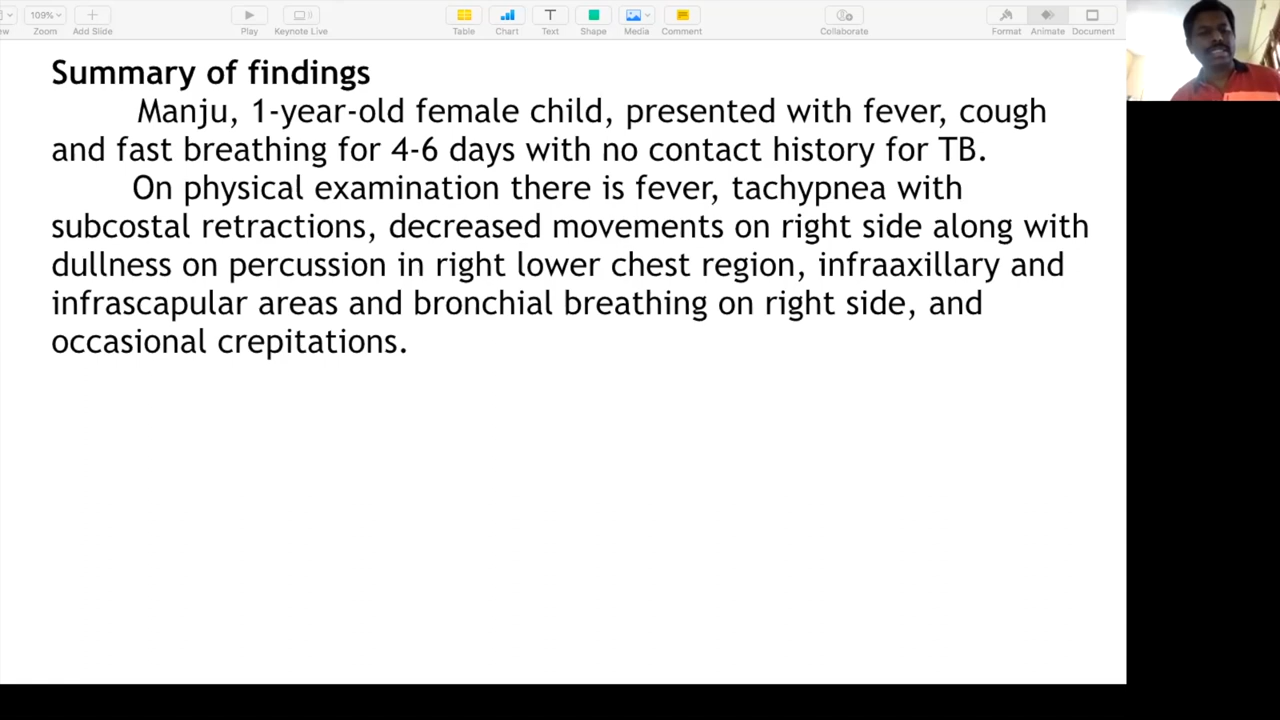 109%
Zoom
Add Slide
Play
Keynote Live
Table
Chart
Text
Shape
Media
Comment
Collaborate
Format
Animate
Document
Summary of findings
Manju, 1-year-old female child, presented with fever, cough
and fast breathing for 4-6 days with no contact history for TB.
On physical examination there is fever, tachypnea with
subcostal retractions, decreased movements on right side along with
dullness on percussion in right lower chest region, infraaxillary and
infrascapular areas and bronchial breathing on right side, and
occasional crepitations.